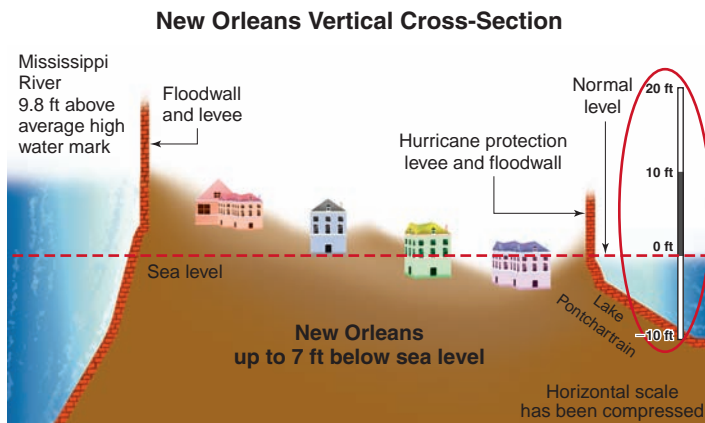 New Orleans Vertical Cross-Section
Mississippi
River
9.8 ft above
average high
water mark
Floodwall
and levee
Hurricane protection
levee and floodwall
Normal
level
20 ft
10 ft
0 ft
–10 ft
Sea level
Lake
Pontchartrain
New Orleans
up to 7 ft below sea level
Horizontal scale
has been compressed